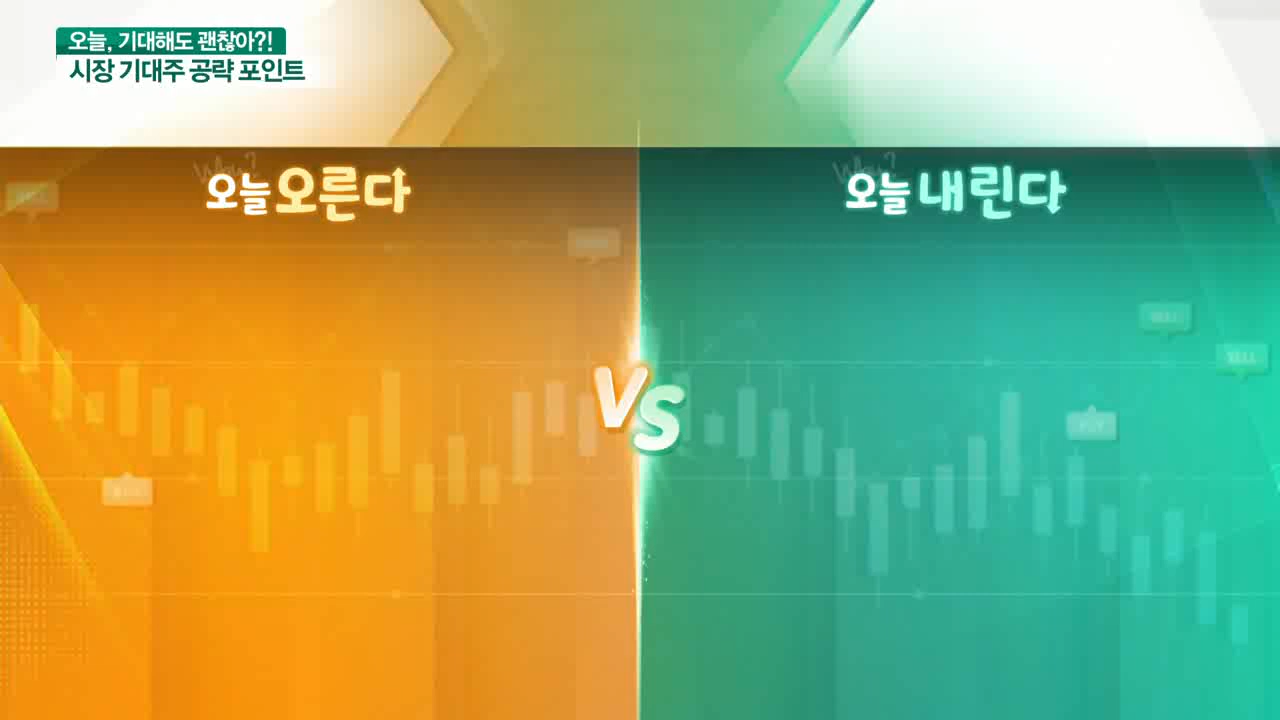 오늘, 기대해도 괜찮아?!
시장 기대주 공략 포인트
오늘 오른다
오늘 내린다
VS
SELL